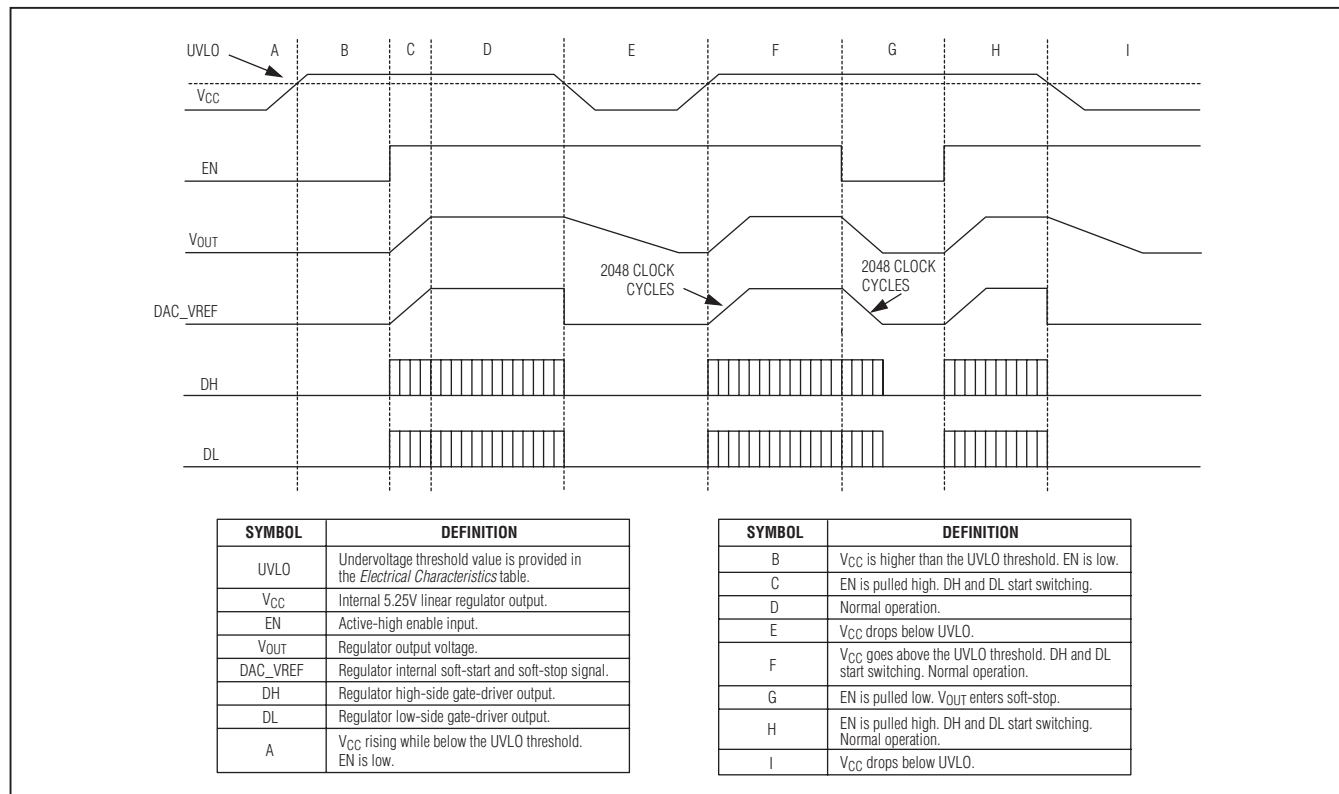 UVLO A B C D E F G H I
VCC
EN
VOUT
2048 CLOCK
CYCLES
2048 CLOCK
CYCLES
DAC_VREF
DH
DL
SYMBOL DEFINITION
UVLO Undervoltage threshold value is provided in
the Electrical Characteristics table.
VCC Internal 5.25V linear regulator output.
EN Active-high enable input.
VOUT Regulator output voltage.
DAC_VREF Regulator internal soft-start and soft-stop signal.
DH Regulator high-side gate-driver output.
DL Regulator low-side gate-driver output.
A VCC rising while below the UVLO threshold.
EN is low.
SYMBOL DEFINITION
B VCC is higher than the UVLO threshold. EN is low.
C EN is pulled high. DH and DL start switching.
D Normal operation.
E VCC drops below UVLO.
F VCC goes above the UVLO threshold. DH and DL
start switching. Normal operation.
G EN is pulled low. VOUT enters soft-stop.
H EN is pulled high. DH and DL start switching.
Normal operation.
I VCC drops below UVLO.